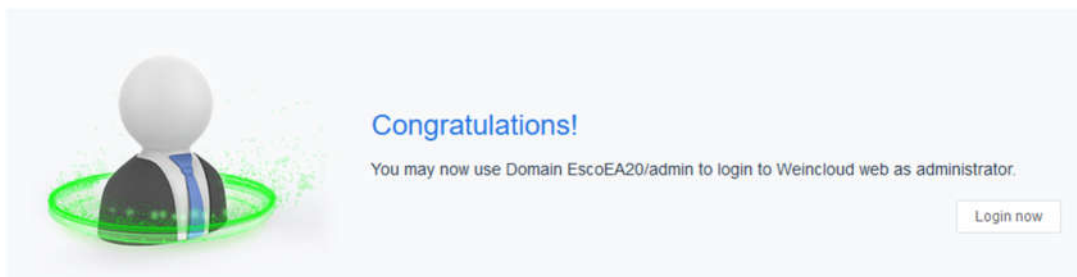 Congratulations!
You may now use Domain EscoEA20/admin to login to Weincloud web as administrator.
Login now